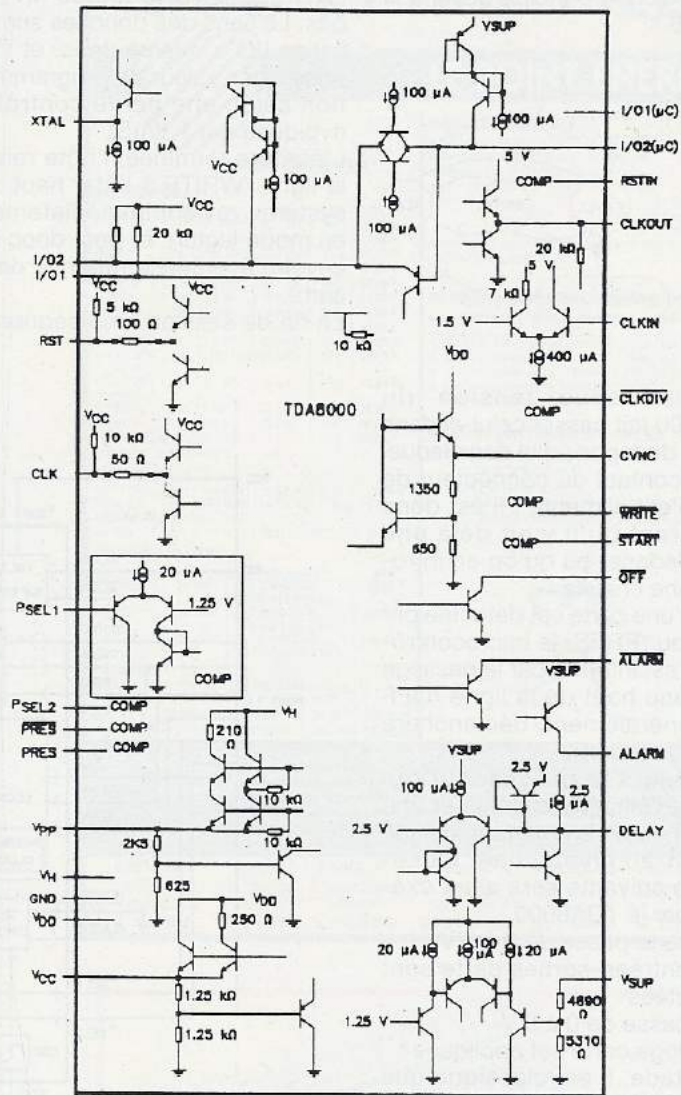 VSUP
100 µA
100 µA
XTAL
100 µA
VCC
100 µA
I/O1(µC)
I/O2(µC)
5 V
COMP
RSTIN
100 µA
VCC
20 kΩ
CLKOUT
20 kΩ
I/O2
I/O1
5 V
kΩ
VCC
5 kΩ
100 Ω
RST
10 kΩ
1.5 V
CLKIN
400 µA
VDD
TDA8000
COMP
CLKDIV
VCC
10 kΩ
50 Ω
CLK
CVNC
1350
COMP
WRITE
650
COMP
START
20 µA
OFF
PSEL1
1.25 V
COMP
VSUP
ALARM
PSEL2
COMP
PRES
COMP
PRES
COMP
VH
210
Ω
ALARM
10 kΩ
VSUP
2.5 V
100 µA
2.5
µA
VPP
10 kΩ
2.5 V
DELAY
2K5
625
VH
GND
VDD
VDD
250 Ω
VCC
20 µA
100
µA
20 µA
VSUP
1.25 kΩ
4690
Ω
1.25 kΩ
1.25 V
5310
Ω